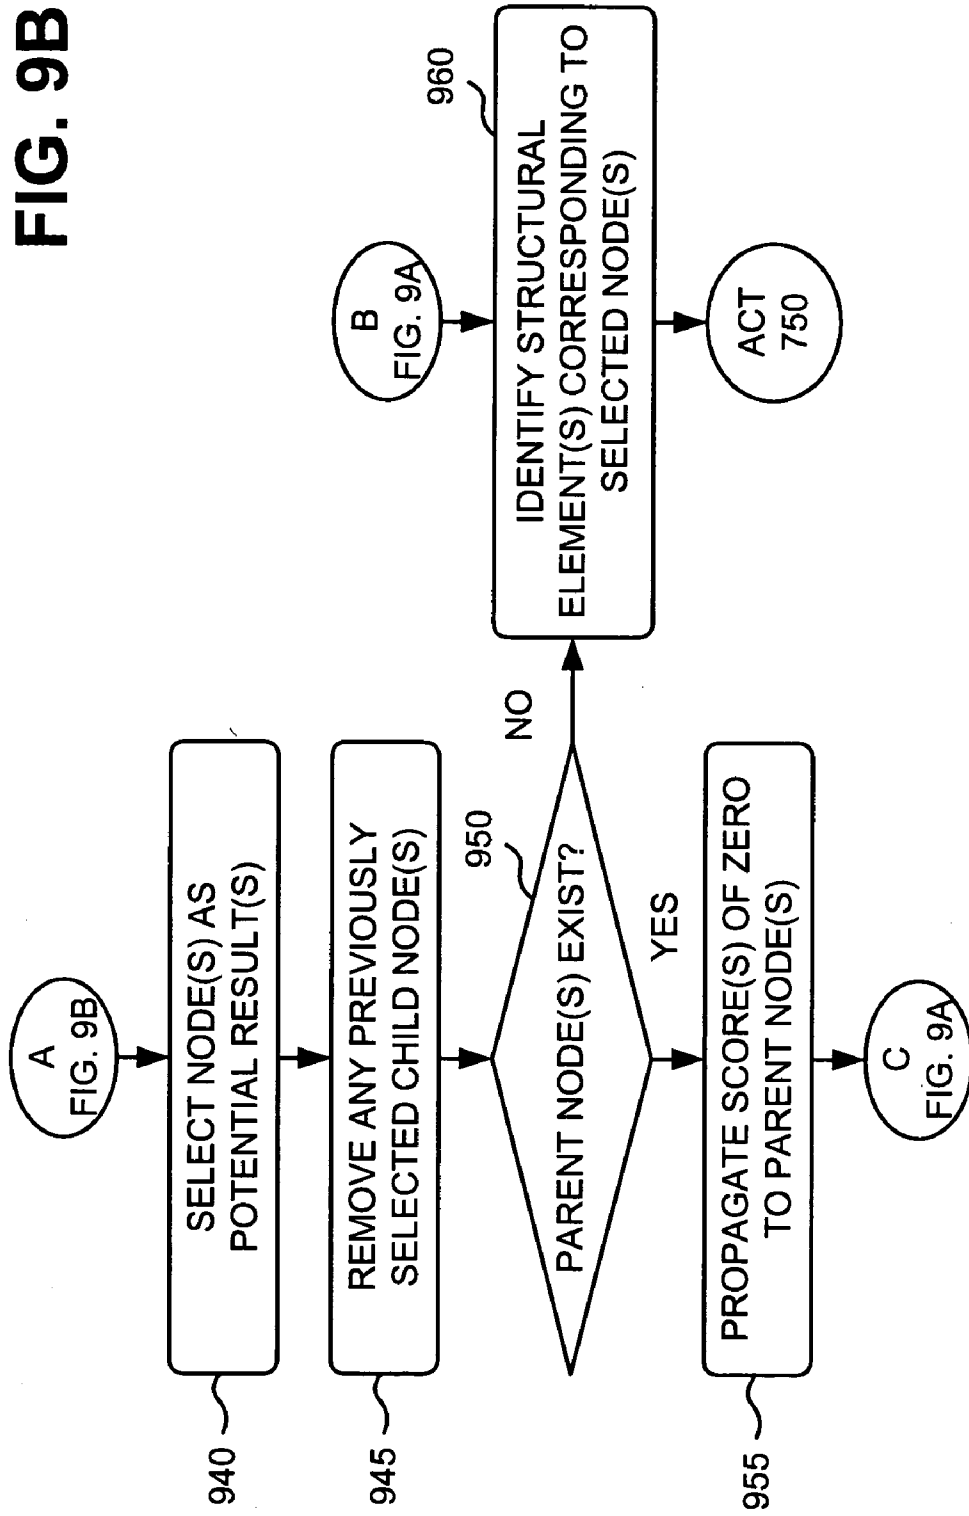 FIG. 9B
A
FIG. 9B
940
SELECT NODE(S) AS
POTENTIAL RESULT(S)
945
REMOVE ANY PREVIOUSLY
SELECTED CHILD NODE(S)
950
PARENT NODE(S) EXIST?
NO
YES
955
PROPAGATE SCORE(S) OF ZERO
TO PARENT NODE(S)
C
FIG. 9A
B
FIG. 9A
960
IDENTIFY STRUCTURAL
ELEMENT(S) CORRESPONDING TO
SELECTED NODE(S)
ACT
750